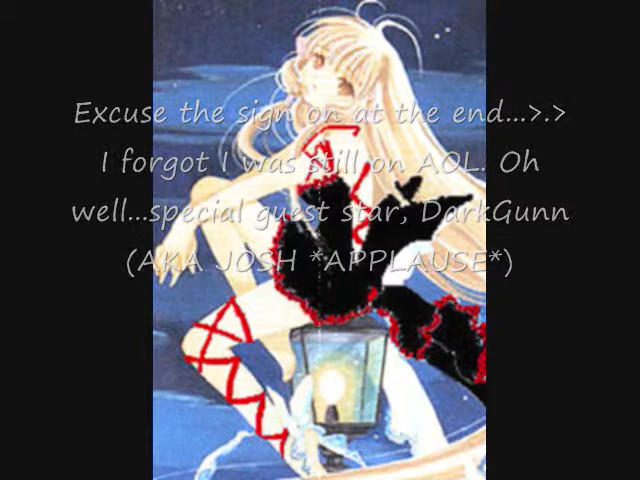 Excuse the sign on at the end...>.>
I forgot I was still on AOL. Oh
well...special guest star, DarkGunn
(AKA JOSH *APPLAUSE*)